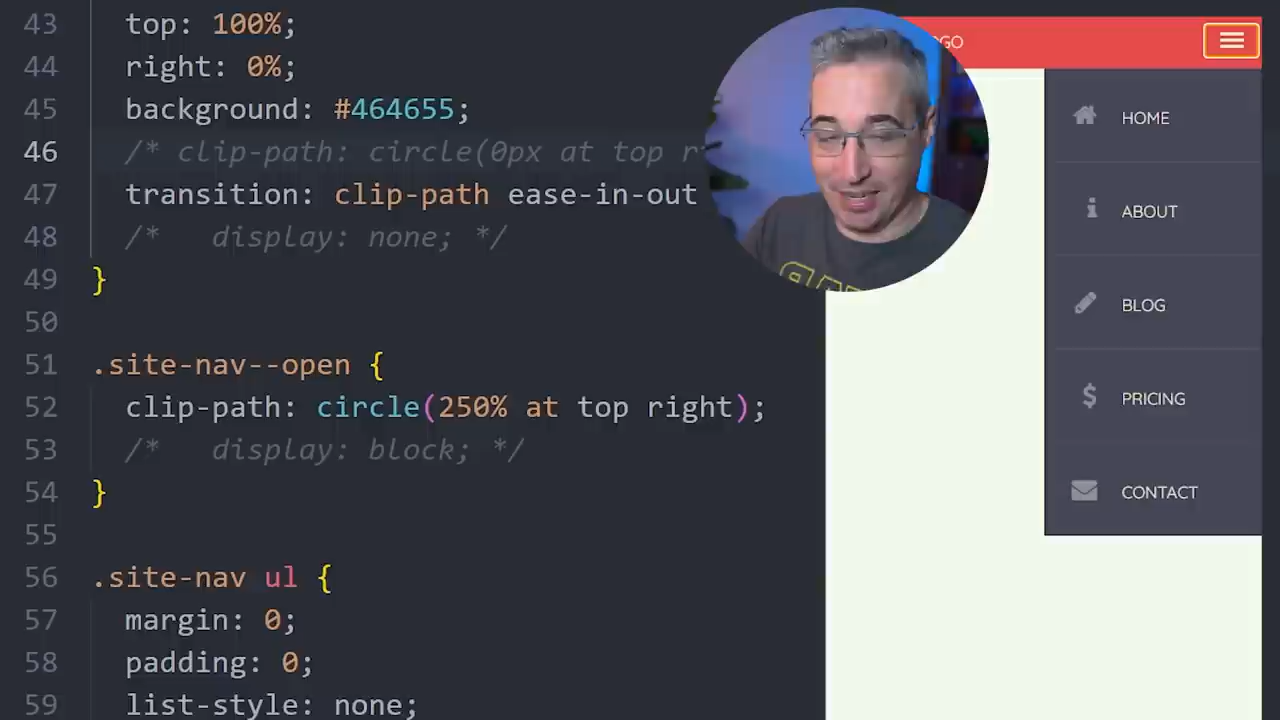 43 top: 100%;
44 right: 0%;
45 background: #464655;
46 /* clip-path: circle(0px at top
47 transition: clip-path ease-in-out
48 /* display: none; */
49 }
50
51 .site-nav--open {
52 clip-path: circle(250% at top right);
53 /* display: block; */
54 }
55
56 .site-nav ul {
57 margin: 0;
58 padding: 0;
59 list-style: none;
HOME
ABOUT
BLOG
PRICING
CONTACT